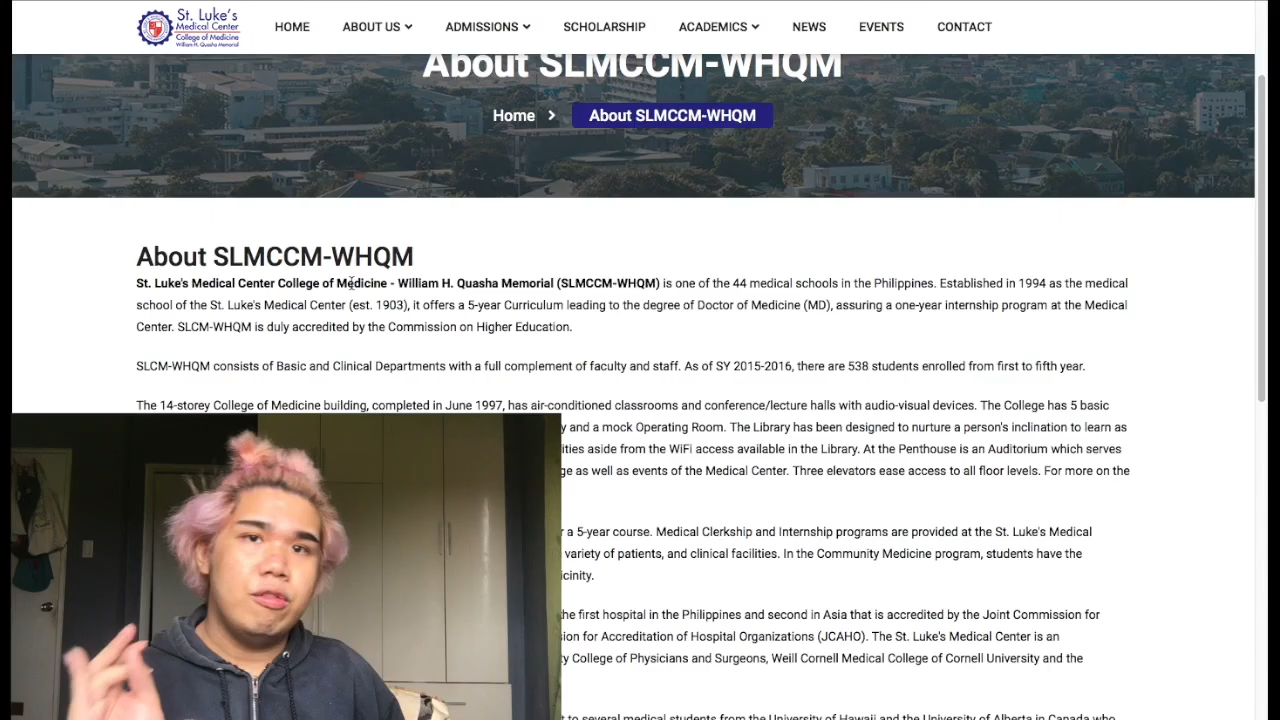 St. Luke's
Medical Center
College of Medicine
William H. Quasha Memorial
HOME
ABOUT US
ADMISSIONS
SCHOLARSHIP
ACADEMICS
NEWS
EVENTS
CONTACT
About SLMCCM-WHQM
Home
About SLMCCM-WHQM
About SLMCCM-WHQM
St. Luke's Medical Center College of Medicine - William H. Quasha Memorial (SLMCCM-WHQM) is one of the 44 medical schools in the Philippines. Established in 1994 as the medical
school of the St. Luke's Medical Center (est. 1903), it offers a 5-year Curriculum leading to the degree of Doctor of Medicine (MD), assuring a one-year internship program at the Medical
Center. SLCM-WHQM is duly accredited by the Commission on Higher Education.
SLCM-WHQM consists of Basic and Clinical Departments with a full complement of faculty and staff. As of SY 2015-2016, there are 538 students enrolled from first to fifth year.
The 14-storey College of Medicine building, completed in June 1997, has air-conditioned classrooms and conference/lecture halls with audio-visual devices. The College has 5 basic
y and a mock Operating Room. The Library has been designed to nurture a person's inclination to learn as
ities aside from the WiFi access available in the Library. At the Penthouse is an Auditorium which serves
ge as well as events of the Medical Center. Three elevators ease access to all floor levels. For more on the
r a 5-year course. Medical Clerkship and Internship programs are provided at the St. Luke's Medical
variety of patients, and clinical facilities. In the Community Medicine program, students have the
icinity.
the first hospital in the Philippines and second in Asia that is accredited by the Joint Commission for
ion for Accreditation of Hospital Organizations (JCAHO). The St. Luke's Medical Center is an
ty College of Physicians and Surgeons, Weill Cornell Medical College of Cornell University and the
t to several medical students from the University of Hawaii and the University of Alberta in Canada who